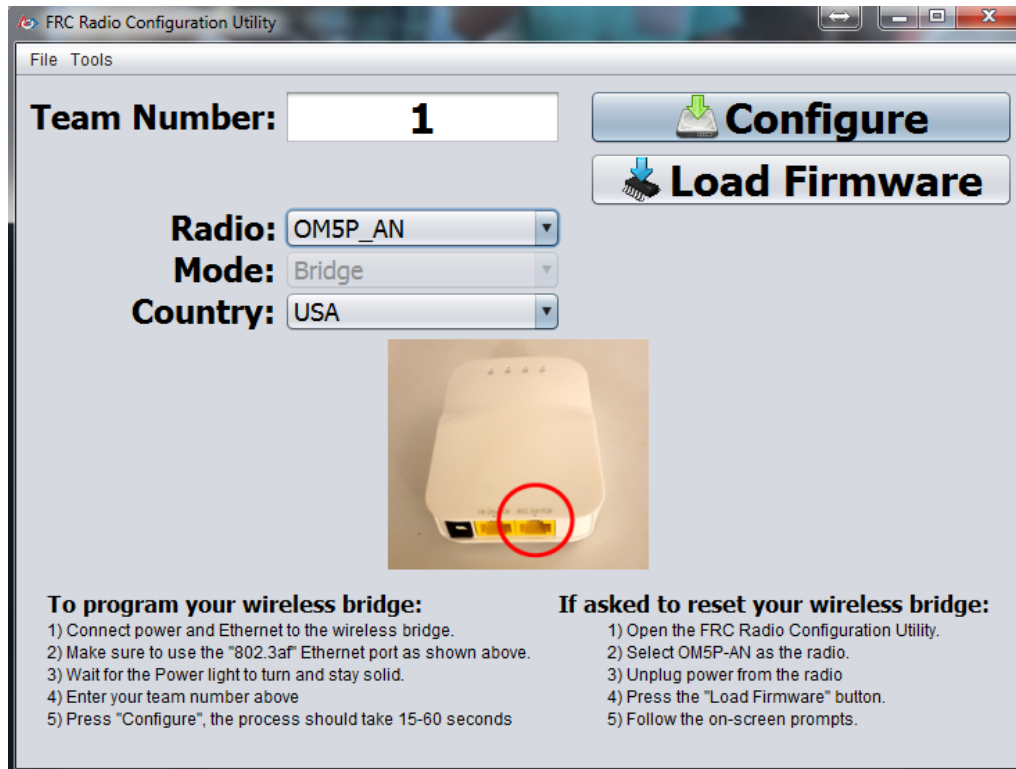 FRC Radio Configuration Utility
File Tools
Team Number: 1
Configure
Load Firmware
Radio: OM5P_AN
Mode: Bridge
Country: USA
To program your wireless bridge:
1) Connect power and Ethernet to the wireless bridge.
2) Make sure to use the "802.3af" Ethernet port as shown above.
3) Wait for the Power light to turn and stay solid.
4) Enter your team number above
5) Press "Configure", the process should take 15-60 seconds
If asked to reset your wireless bridge:
1) Open the FRC Radio Configuration Utility.
2) Select OM5P-AN as the radio.
3) Unplug power from the radio
4) Press the "Load Firmware" button.
5) Follow the on-screen prompts.